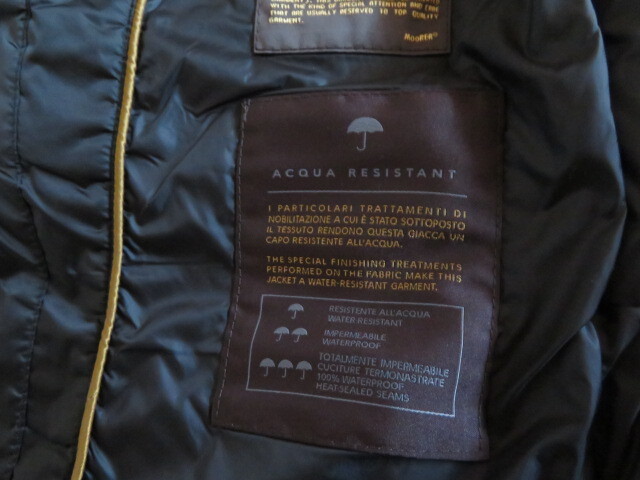 WITH THE KIND OF SPECIAL ATTENTION AND CARE
THAT ARE USUALLY RESERVED TO TOP QUALITY
GARMENT.
MOORER
ACQUA RESISTANT
I PARTICOLARI TRATTAMENTI DI
NOBILITAZIONE A CUI È STATO SOTTOPOSTO
IL TESSUTO RENDONO QUESTA GIACCA UN
CAPO RESISTENTE ALL'ACQUA.
THE SPECIAL FINISHING TREATMENTS
PERFORMED ON THE FABRIC MAKE THIS
JACKET A WATER-RESISTANT GARMENT.
RESISTENTE ALL'ACQUA
WATER-RESISTANT
IMPERMEABILE
WATERPROOF
TOTALMENTE IMPERMEABILE
CUCITURE TERMONASTRATE
100% WATERPROOF
HEAT-SEALED SEAMS